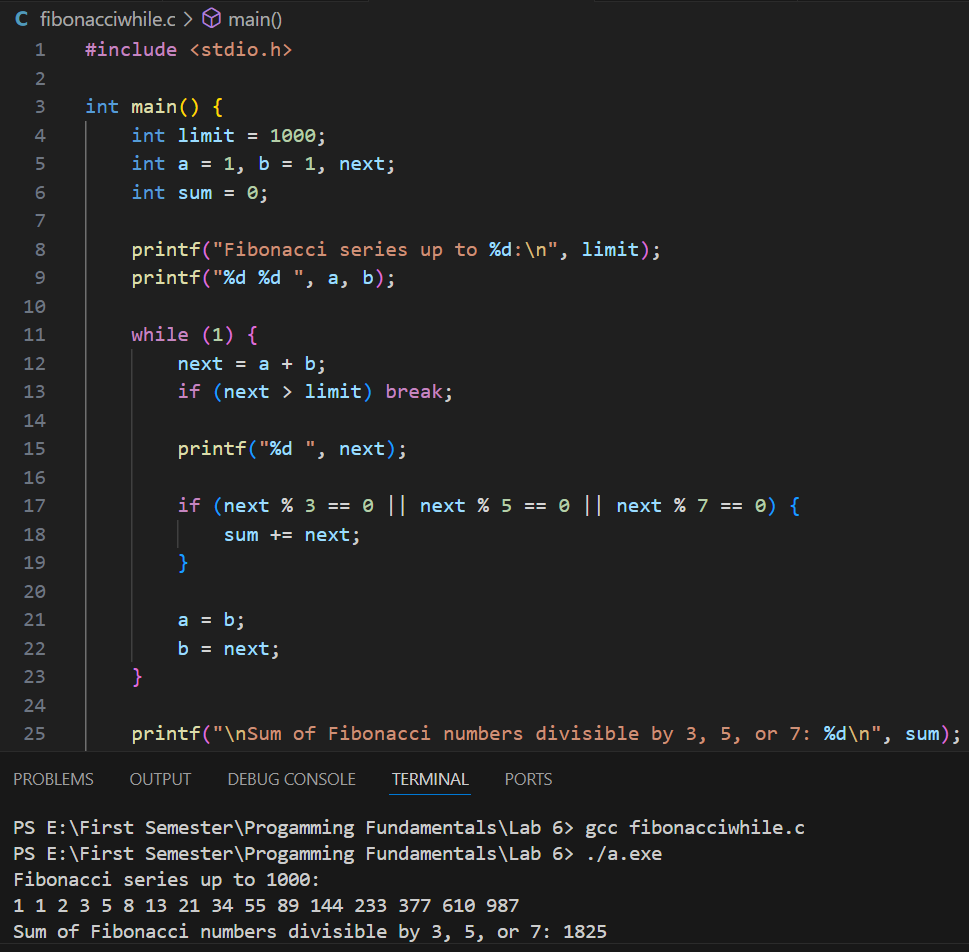 C fibonacciwhile.c > main()
1 #include <stdio.h>
2
3 int main() {
4     int limit = 1000;
5     int a = 1, b = 1, next;
6     int sum = 0;
7
8     printf("Fibonacci series up to %d:\n", limit);
9     printf("%d %d ", a, b);
10
11     while (1) {
12         next = a + b;
13         if (next > limit) break;
14
15         printf("%d ", next);
16
17         if (next % 3 == 0 || next % 5 == 0 || next % 7 == 0) {
18             sum += next;
19         }
20
21         a = b;
22         b = next;
23     }
24
25     printf("\nSum of Fibonacci numbers divisible by 3, 5, or 7: %d\n", sum);
PROBLEMS OUTPUT DEBUG CONSOLE TERMINAL PORTS
PS E:\First Semester\Progamming Fundamentals\Lab 6> gcc fibonacciwhile.c
PS E:\First Semester\Progamming Fundamentals\Lab 6> ./a.exe
Fibonacci series up to 1000:
1 1 2 3 5 8 13 21 34 55 89 144 233 377 610 987
Sum of Fibonacci numbers divisible by 3, 5, or 7: 1825